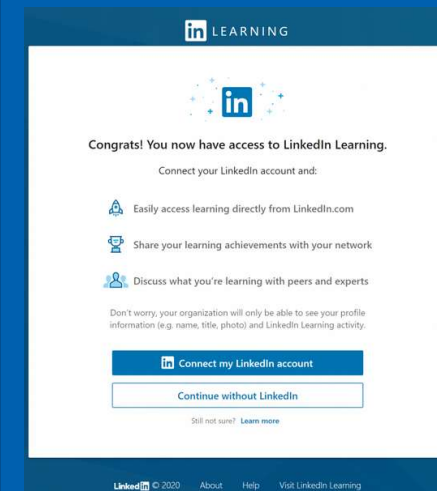 in LEARNING
in
Congrats! You now have access to LinkedIn Learning.
Connect your LinkedIn account and:
Easily access learning directly from LinkedIn.com
Share your learning achievements with your network
Discuss what you're learning with peers and experts
Don't worry, your organization will only be able to see your profile
information (e.g. name, title, photo) and LinkedIn Learning activity.
in Connect my LinkedIn account
Continue without LinkedIn
Still not sure? Learn more
Linked in © 2020 About Help Visit LinkedIn Learning